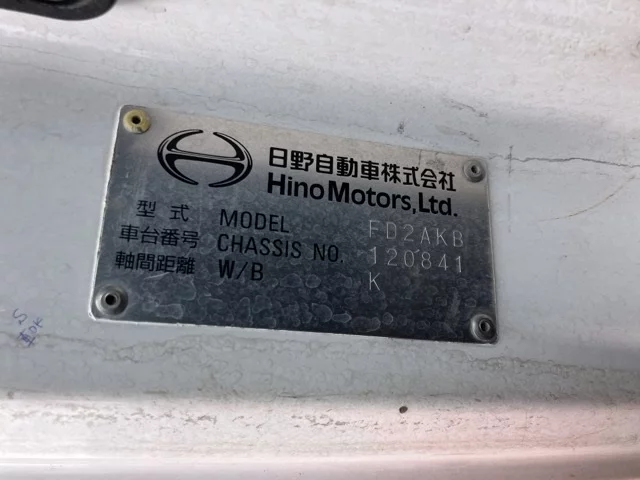 日野自動車株式会社
Hino Motors, Ltd.
型式 MODEL FD2AKB
車台番号 CHASSIS NO. 120841
軸間距離 W/B K